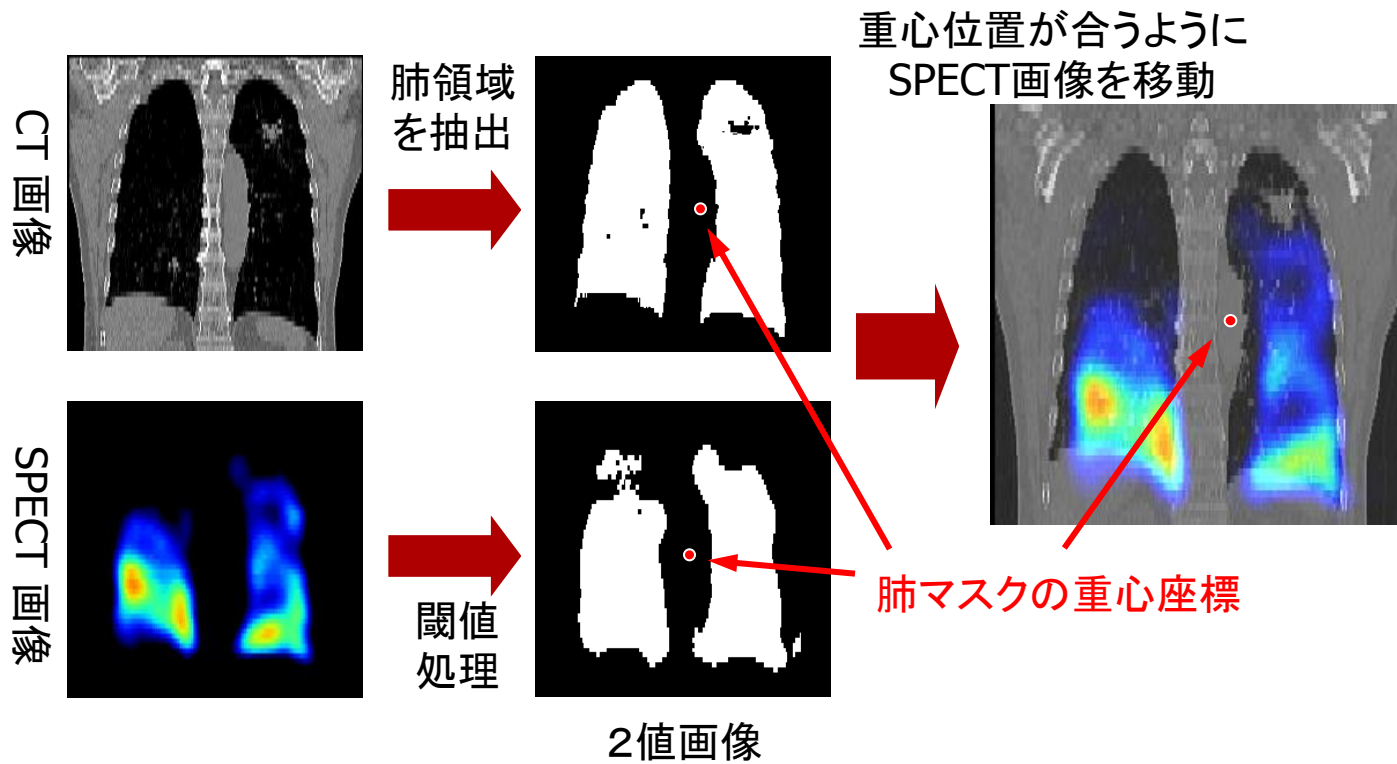 CT 画像
肺領域
を抽出
重心位置が合うように
SPECT画像を移動
SPECT 画像
閾値
処理
肺マスクの重心座標
２値画像